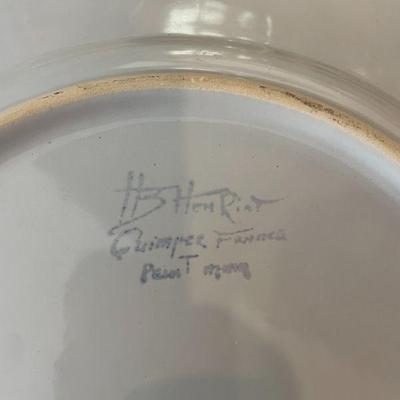 HB Henriot
Quimper France
Peint main